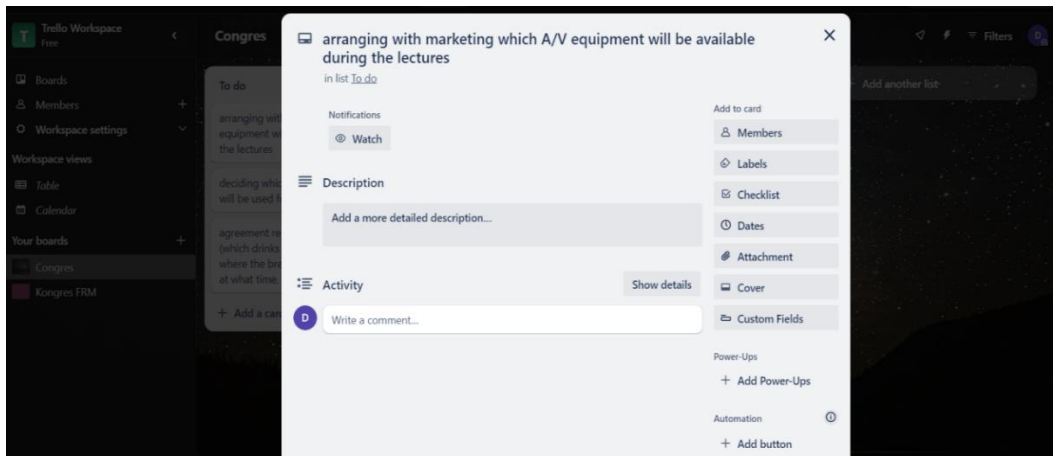 Trello Workspace
Free
Boards
Members
Workspace settings
Workspace views
Table
Calendar
Your boards
Congres
Kongres FRM
Congres
Filters
To do
arranging with
equipment
the lectures
deciding
will be used
agreement
(which drinks
where the
at what time,
Add a
Add another list
arranging with marketing which A/V equipment will be available
during the lectures
in list To do
Notifications
Watch
Description
Add a more detailed description...
Activity
Show details
D
Write a comment...
Add to card
Members
Labels
Checklist
Dates
Attachment
Cover
Custom Fields
Power-Ups
+ Add Power-Ups
Automation
+ Add button